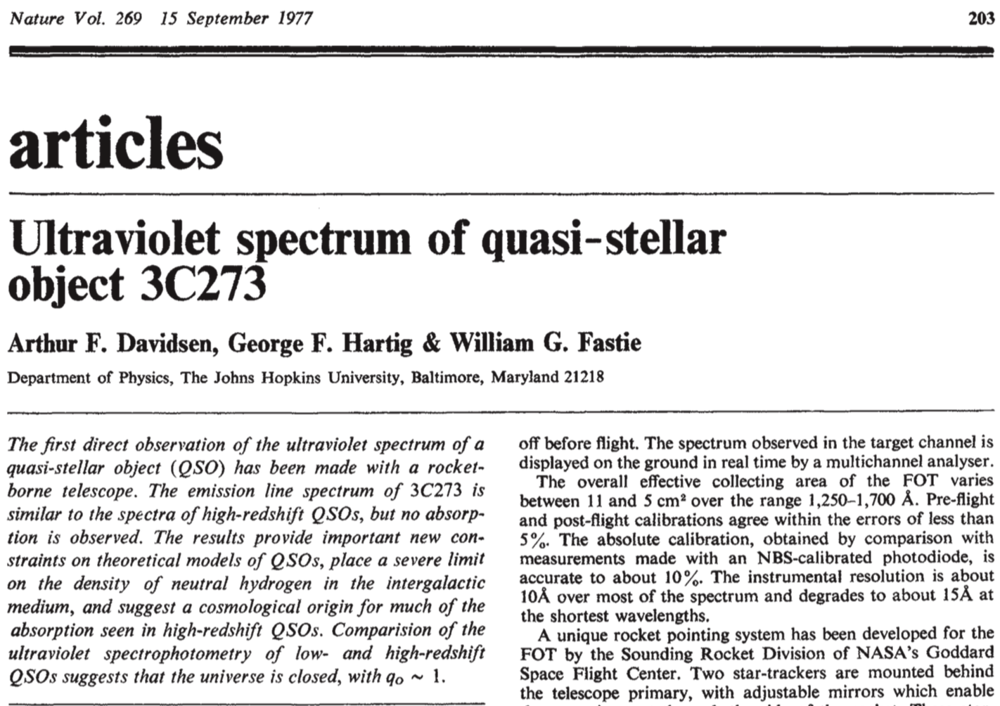 Nature Vol. 269 15 September 1977
203
articles
Ultraviolet spectrum of quasi-stellar
object 3C273
Arthur F. Davidsen, George F. Hartig & William G. Fastie
Department of Physics, The Johns Hopkins University, Baltimore, Maryland 21218
The first direct observation of the ultraviolet spectrum of a
quasi-stellar object (QSO) has been made with a rocket-
borne telescope. The emission line spectrum of 3C273 is
similar to the spectra of high-redshift QSOs, but no absorp-
tion is observed. The results provide important new con-
straints on theoretical models of QSOs, place a severe limit
on the density of neutral hydrogen in the intergalactic
medium, and suggest a cosmological origin for much of the
absorption seen in high-redshift QSOs. Comparision of the
ultraviolet spectrophotometry of low- and high-redshift
QSOs suggests that the universe is closed, with qₒ ~ 1.
off before flight. The spectrum observed in the target channel is
displayed on the ground in real time by a multichannel analyser.
The overall effective collecting area of the FOT varies
between 11 and 5 cm² over the range 1,250–1,700 Å. Pre-flight
and post-flight calibrations agree within the errors of less than
5%. The absolute calibration, obtained by comparison with
measurements made with an NBS-calibrated photodiode, is
accurate to about 10%. The instrumental resolution is about
10Å over most of the spectrum and degrades to about 15Å at
the shortest wavelengths.
A unique rocket pointing system has been developed for the
FOT by the Sounding Rocket Division of NASA's Goddard
Space Flight Center. Two star-trackers are mounted behind
the telescope primary, with adjustable mirrors which enable